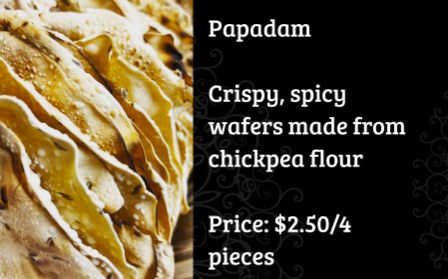 Papadam
Crispy, spicy
wafers made from
chickpea flour
Price: $2.50/4
pieces